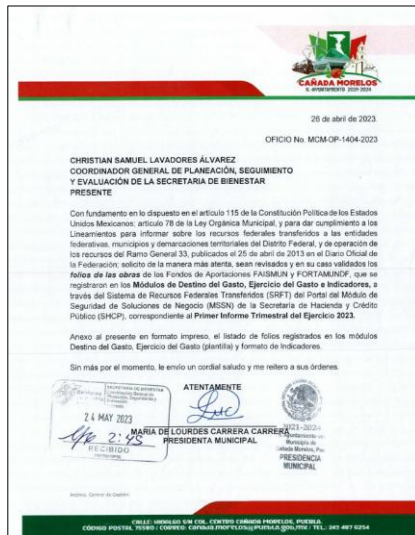 CAÑADA MORELOS
H. AYUNTAMIENTO 2021-2024
26 de abril de 2023.
OFICIO No. MCM-OP-1404-2023
CHRISTIAN SAMUEL LAVADORES ÁLVAREZ
COORDINADOR GENERAL DE PLANEACIÓN, SEGUIMIENTO
Y EVALUACIÓN DE LA SECRETARIA DE BIENESTAR
PRESENTE
Con fundamento en lo dispuesto en el artículo 115 de la Constitución Política de los Estados
Unidos Mexicanos; artículo 78 de la Ley Orgánica Municipal, y para dar cumplimiento a los
Lineamientos para informar sobre los recursos federales transferidos a las entidades
federativas, municipios y demarcaciones territoriales del Distrito Federal, y de operación de
los recursos del Ramo General 33, publicados el 25 de abril de 2013 en el Diario Oficial de
la Federación; solicito de la manera más atenta, sean revisados y en su caso validados los
folios de las obras de los Fondos de Aportaciones FAISMUN y FORTAMUNDF, que se
registraron en los Módulos de Destino del Gasto, Ejercicio del Gasto e Indicadores, a
través del Sistema de Recursos Federales Transferidos (SRFT) del Portal del Módulo de
Seguridad de Soluciones de Negocio (MSSN) de la Secretaría de Hacienda y Crédito
Público (SHCP), correspondiente al Primer Informe Trimestral del Ejercicio 2023.
Anexo al presente en formato impreso, el listado de folios registrados en los módulos
Destino del Gasto, Ejercicio del Gasto (plantilla) y formato de Indicadores.
Sin más por el momento, le envío un cordial saludo y me reitero a sus órdenes.
ATENTAMENTE
24 MAY 2023
2:45
RECIBIDO
MARIA DE LOURDES CARRERA CARRERA
PRESIDENTA MUNICIPAL
2021-2024
H. Ayuntamiento
Municipio de
Cañada Morelos, Pue.
PRESIDENCIA
MUNICIPAL
CALLE: HIDALGO S/N COL. CENTRO CAÑADA MORELOS, PUEBLA.